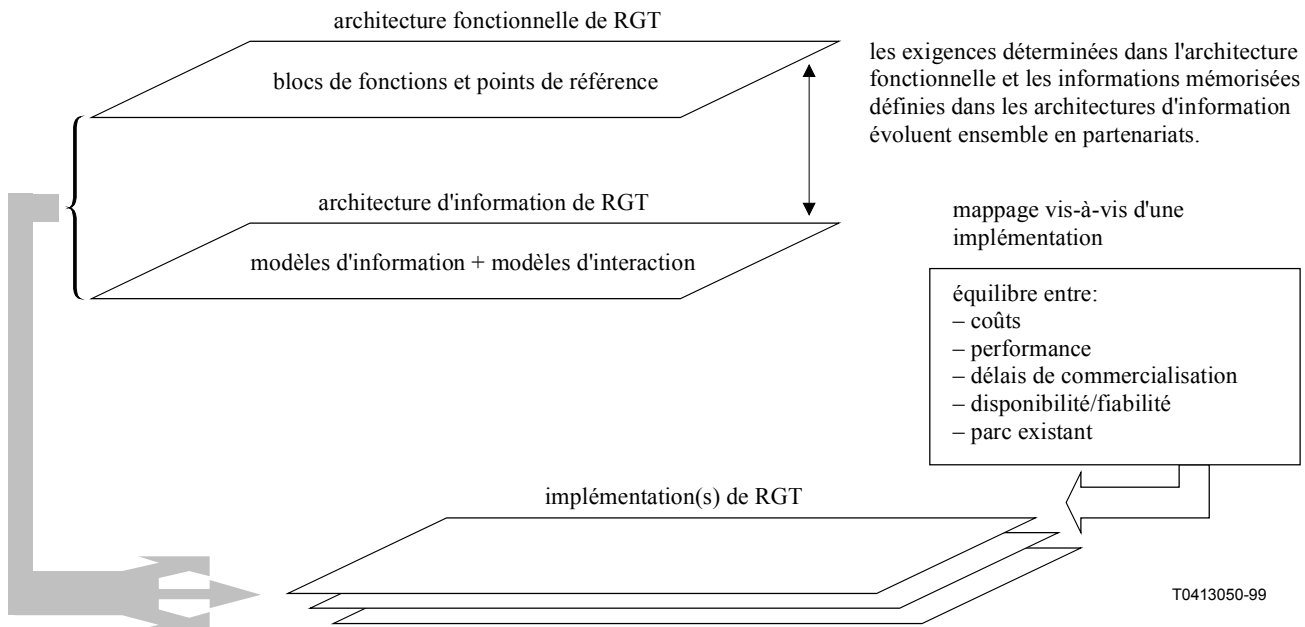 architecture fonctionnelle de RGT
blocs de fonctions et points de référence
les exigences déterminées dans l'architecture
fonctionnelle et les informations mémorisées
définies dans les architectures d'information
évoluent ensemble en partenariats.
architecture d'information de RGT
modèles d'information + modèles d'interaction
mappage vis-à-vis d'une
implémentation
équilibre entre:
– coûts
– performance
– délais de commercialisation
– disponibilité/fiabilité
– parc existant
implémentation(s) de RGT
T0413050-99